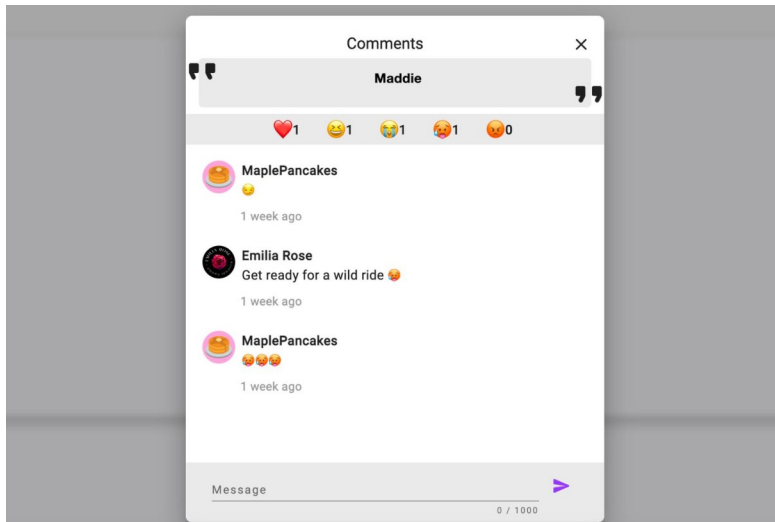 Comments
Maddie
❤️1 😆1 😭1 🥵1 😡0
MaplePancakes
😏
1 week ago
Emilia Rose
Get ready for a wild ride 🥵
1 week ago
MaplePancakes
🥵🥵🥵
1 week ago
Message
0 / 1000